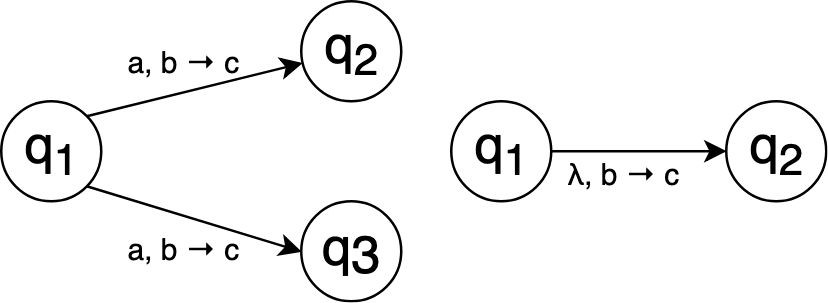 q2
a, b → c
q1
a, b → c
q3
q1
λ, b → c
q2